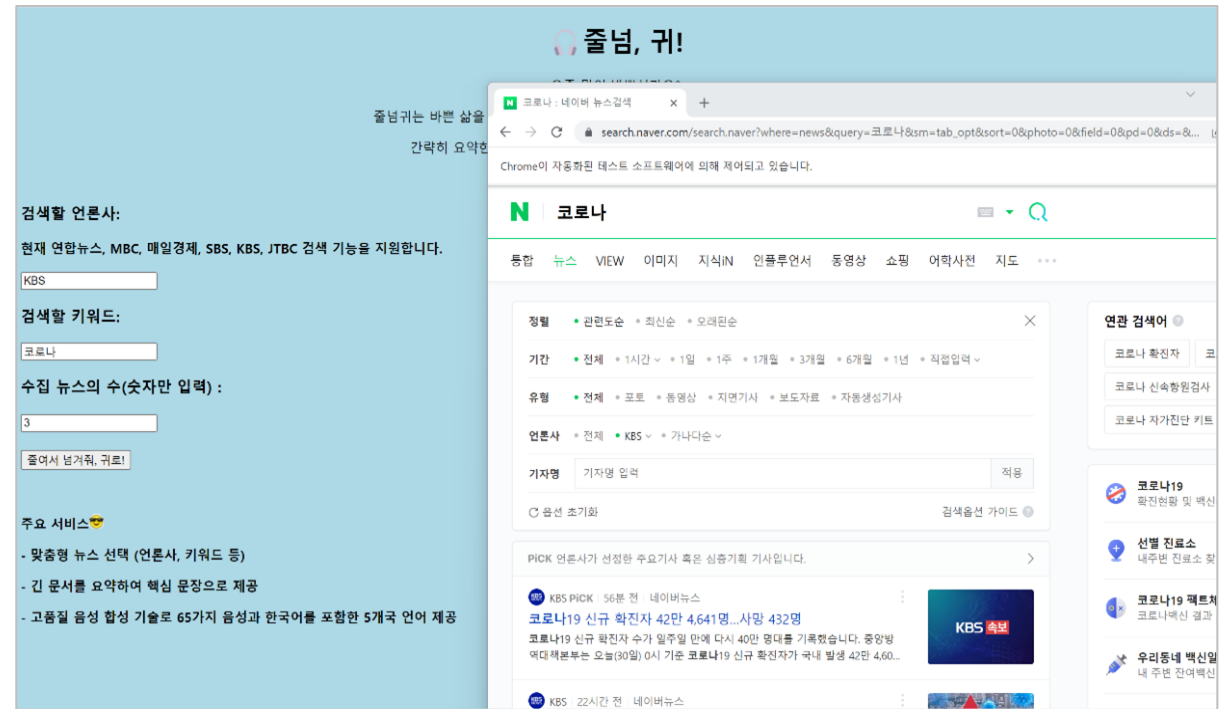 줄넘, 귀!
줄넘귀는 바쁜 삶을
간략히 요약한
검색할 언론사:
현재 연합뉴스, MBC, 매일경제, SBS, KBS, JTBC 검색 기능을 지원합니다.
KBS
검색할 키워드:
코로나
수집 뉴스의 수(숫자만 입력) :
3
줄여서 넘겨줘, 귀로!
주요 서비스😎
- 맞춤형 뉴스 선택 (언론사, 키워드 등)
- 긴 문서를 요약하여 핵심 문장으로 제공
- 고품질 음성 합성 기술로 65가지 음성과 한국어를 포함한 5개국 언어 제공
코로나 : 네이버 뉴스검색
search.naver.com/search.naver?where=news&query=코로나&sm=tab_opt&sort=0&photo=0&field=0&pd=0&ds=&...
Chrome이 자동화된 테스트 소프트웨어에 의해 제어되고 있습니다.
N 코로나
통합 뉴스 VIEW 이미지 지식iN 인플루언서 동영상 쇼핑 어학사전 지도
정렬 관련도순 최신순 오래된순
기간 전체 1시간 1일 1주 1개월 3개월 6개월 1년 직접입력
유형 전체 포토 동영상 지면기사 보도자료 자동생성기사
언론사 전체 KBS 가나다순
기자명 기자명 입력 적용
옵션 초기화 검색옵션 가이드
PiCK 언론사가 선정한 주요기사 혹은 심층기획 기사입니다.
KBS PiCK 56분 전 네이버뉴스
코로나19 신규 확진자 42만 4,641명...사망 432명
코로나19 신규 확진자 수가 일주일 만에 다시 40만 명대를 기록했습니다. 중앙방
역대책본부는 오늘(30일) 0시 기준 코로나19 신규 확진자가 국내 발생 42만 4,60...
KBS 속보
KBS 22시간 전 네이버뉴스
연관 검색어
코로나 확진자 코
코로나 신속항원검사
코로나 자가진단 키트
코로나19
확진현황 및 백신
선별 진료소
내주변 진료소 찾
코로나19 팩트체
코로나백신 결과
우리동네 백신일
내 주변 잔여백신